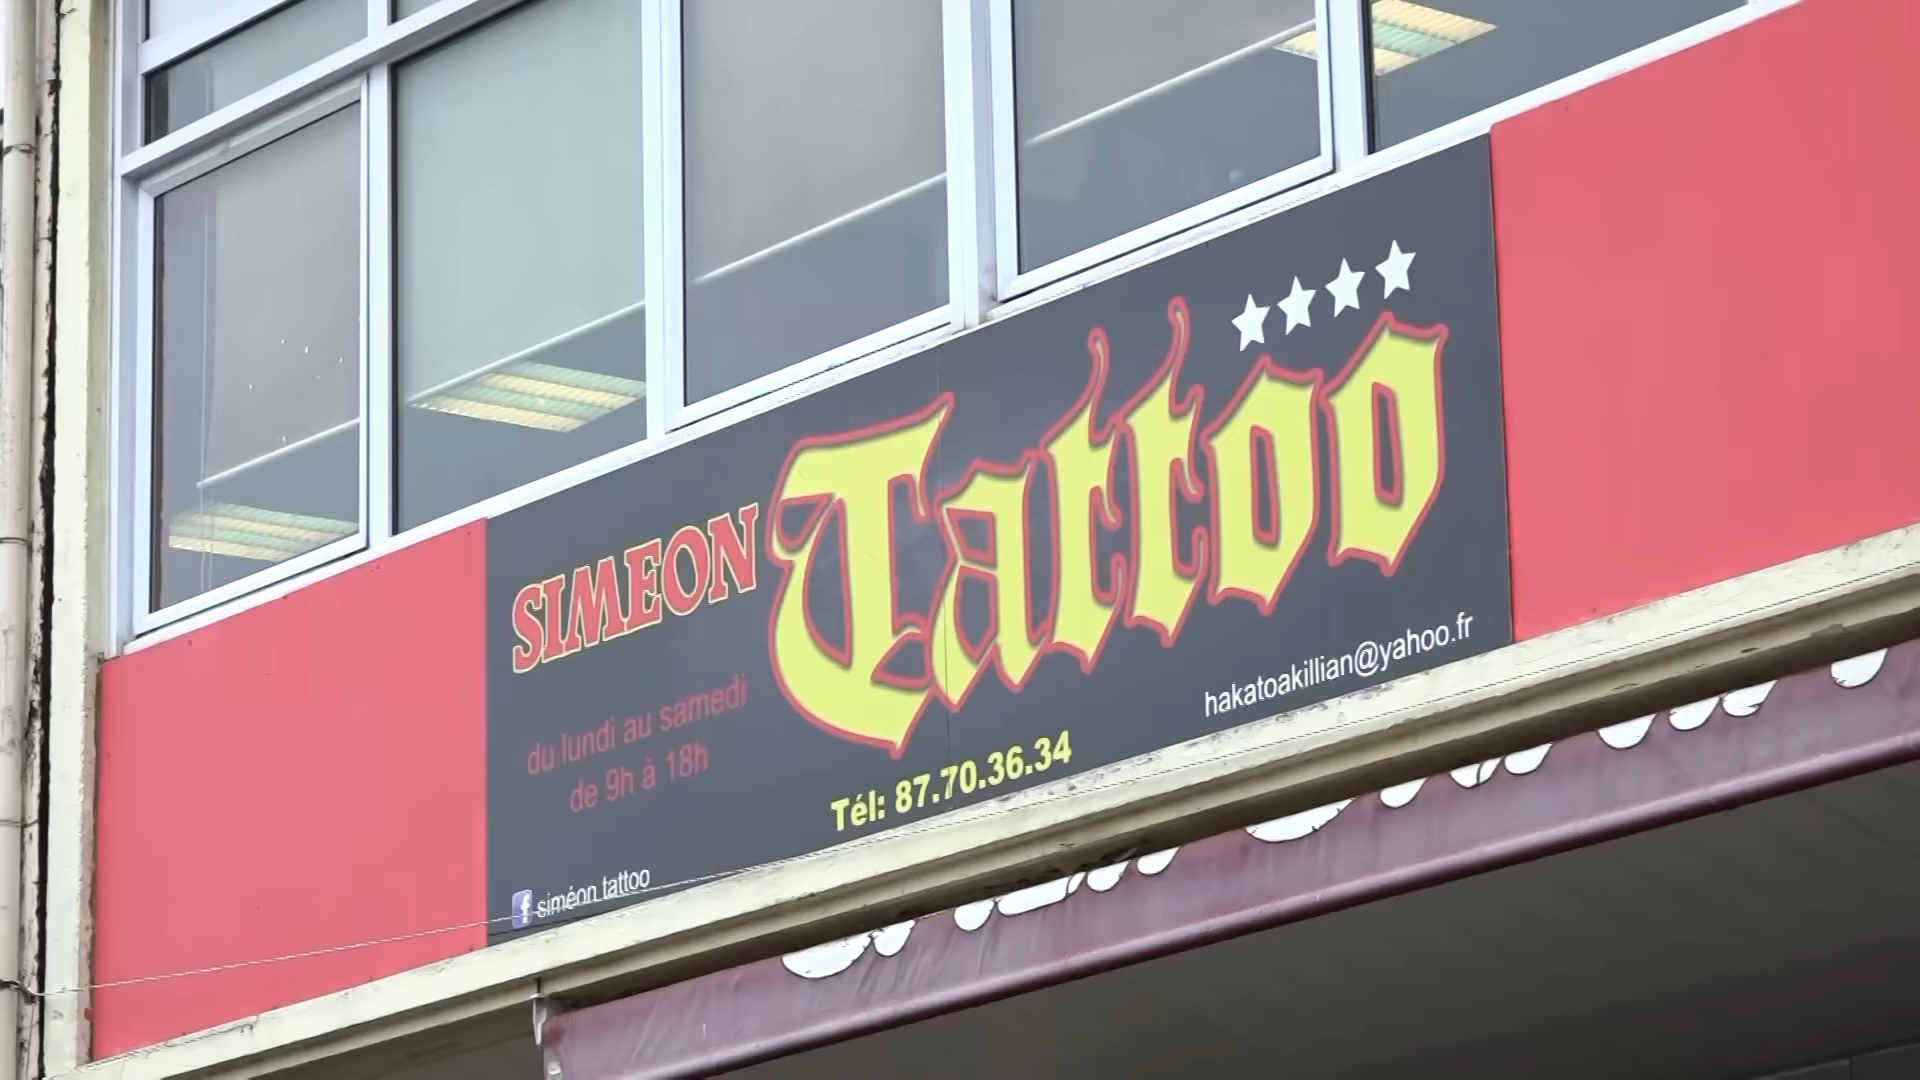 SIMEON Tattoo
du lundi au samedi
de 9h à 18h
Tél: 87.70.36.34
hakatoakillian@yahoo.fr
siméon tattoo